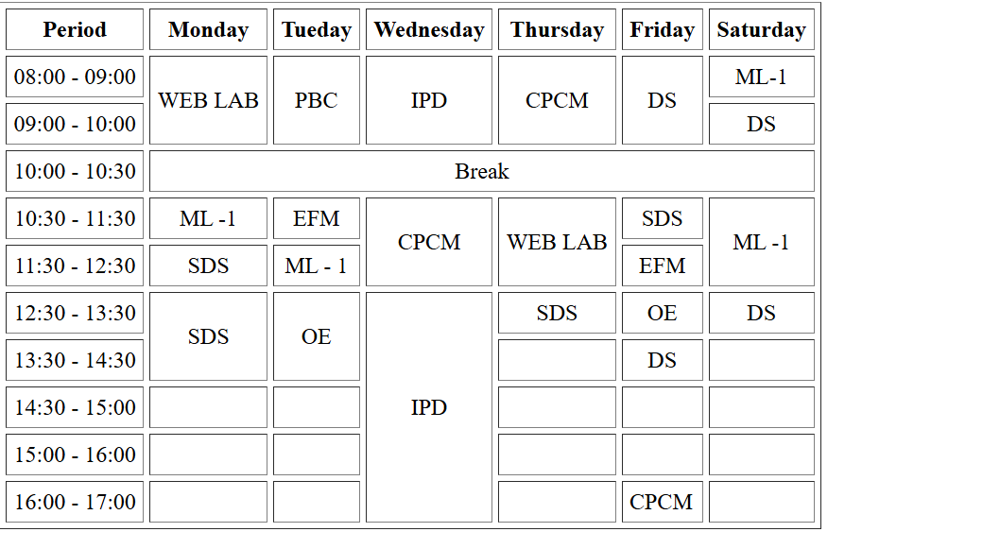 Period Monday Tueday Wednesday Thursday Friday Saturday
08:00 - 09:00 WEB LAB PBC IPD CPCM DS ML-1
09:00 - 10:00 DS
10:00 - 10:30 Break
10:30 - 11:30 ML -1 EFM CPCM WEB LAB SDS ML -1
11:30 - 12:30 SDS ML - 1 EFM
12:30 - 13:30 SDS OE IPD SDS OE DS
13:30 - 14:30 DS
14:30 - 15:00
15:00 - 16:00
16:00 - 17:00 CPCM